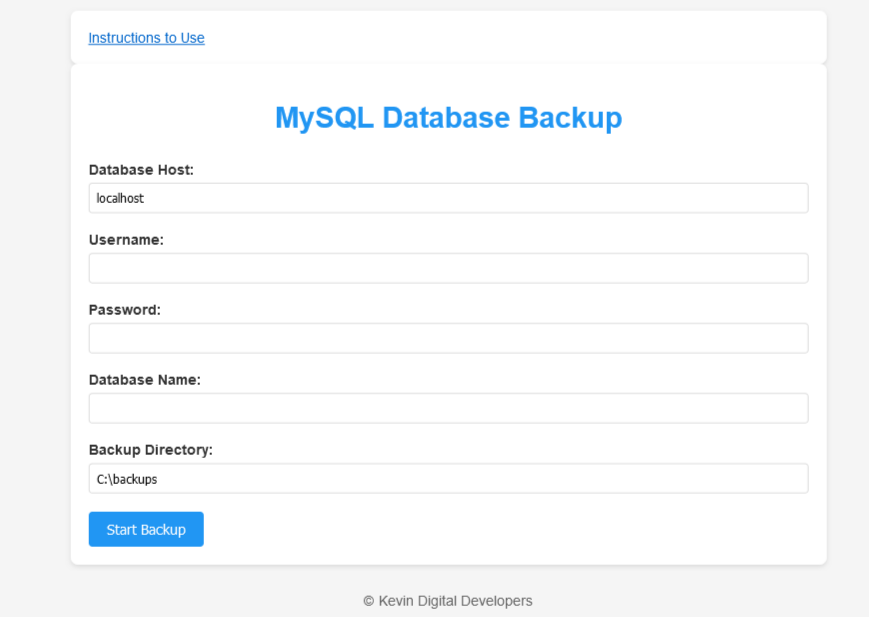 Instructions to Use
MySQL Database Backup
Database Host:
localhost
Username:
Password:
Database Name:
Backup Directory:
C:\backups
Start Backup
© Kevin Digital Developers